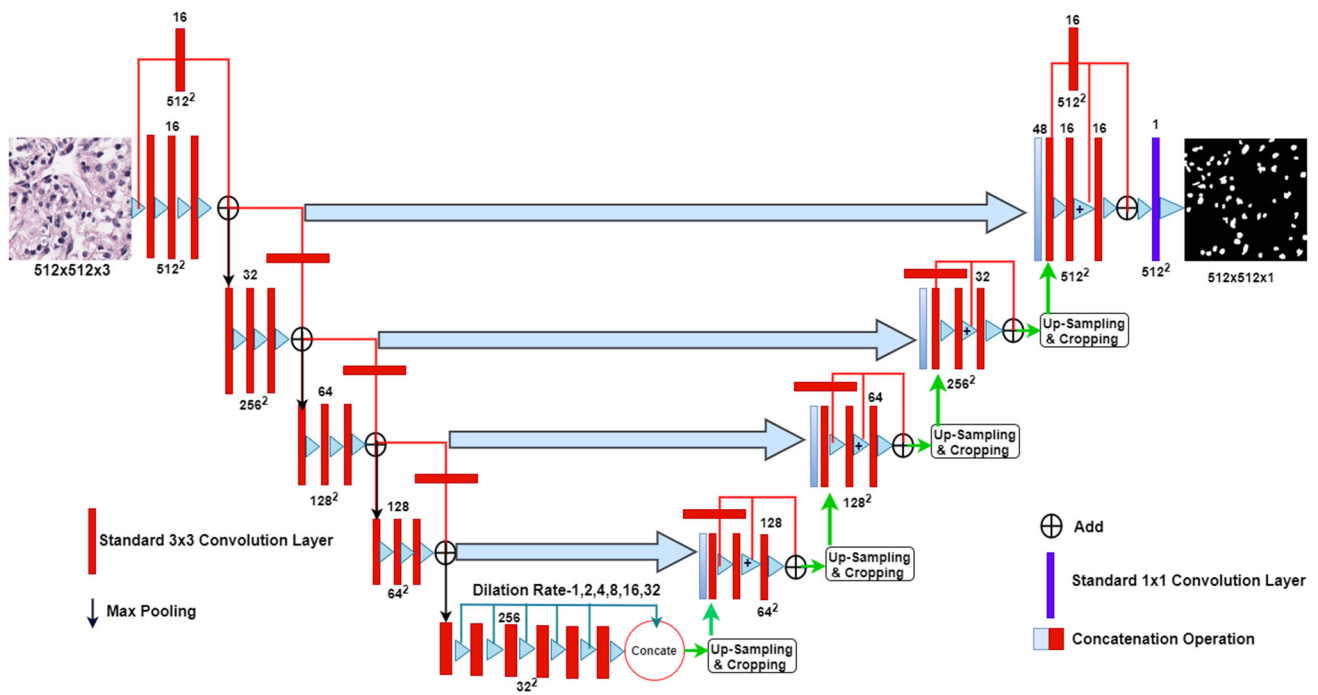 16
512²
16
512²
512x512x3
32
256²
64
128²
128
64²
Dilation Rate-1,2,4,8,16,32
256
32²
Concate
Up-Sampling
& Cropping
128
64²
Up-Sampling
& Cropping
64
128²
Up-Sampling
& Cropping
32
256²
Up-Sampling
& Cropping
16
512²
48
16
16
512²
1
512²
512x512x1
+
+
+
+
Standard 3x3 Convolution Layer
Max Pooling
Add
Standard 1x1 Convolution Layer
Concatenation Operation